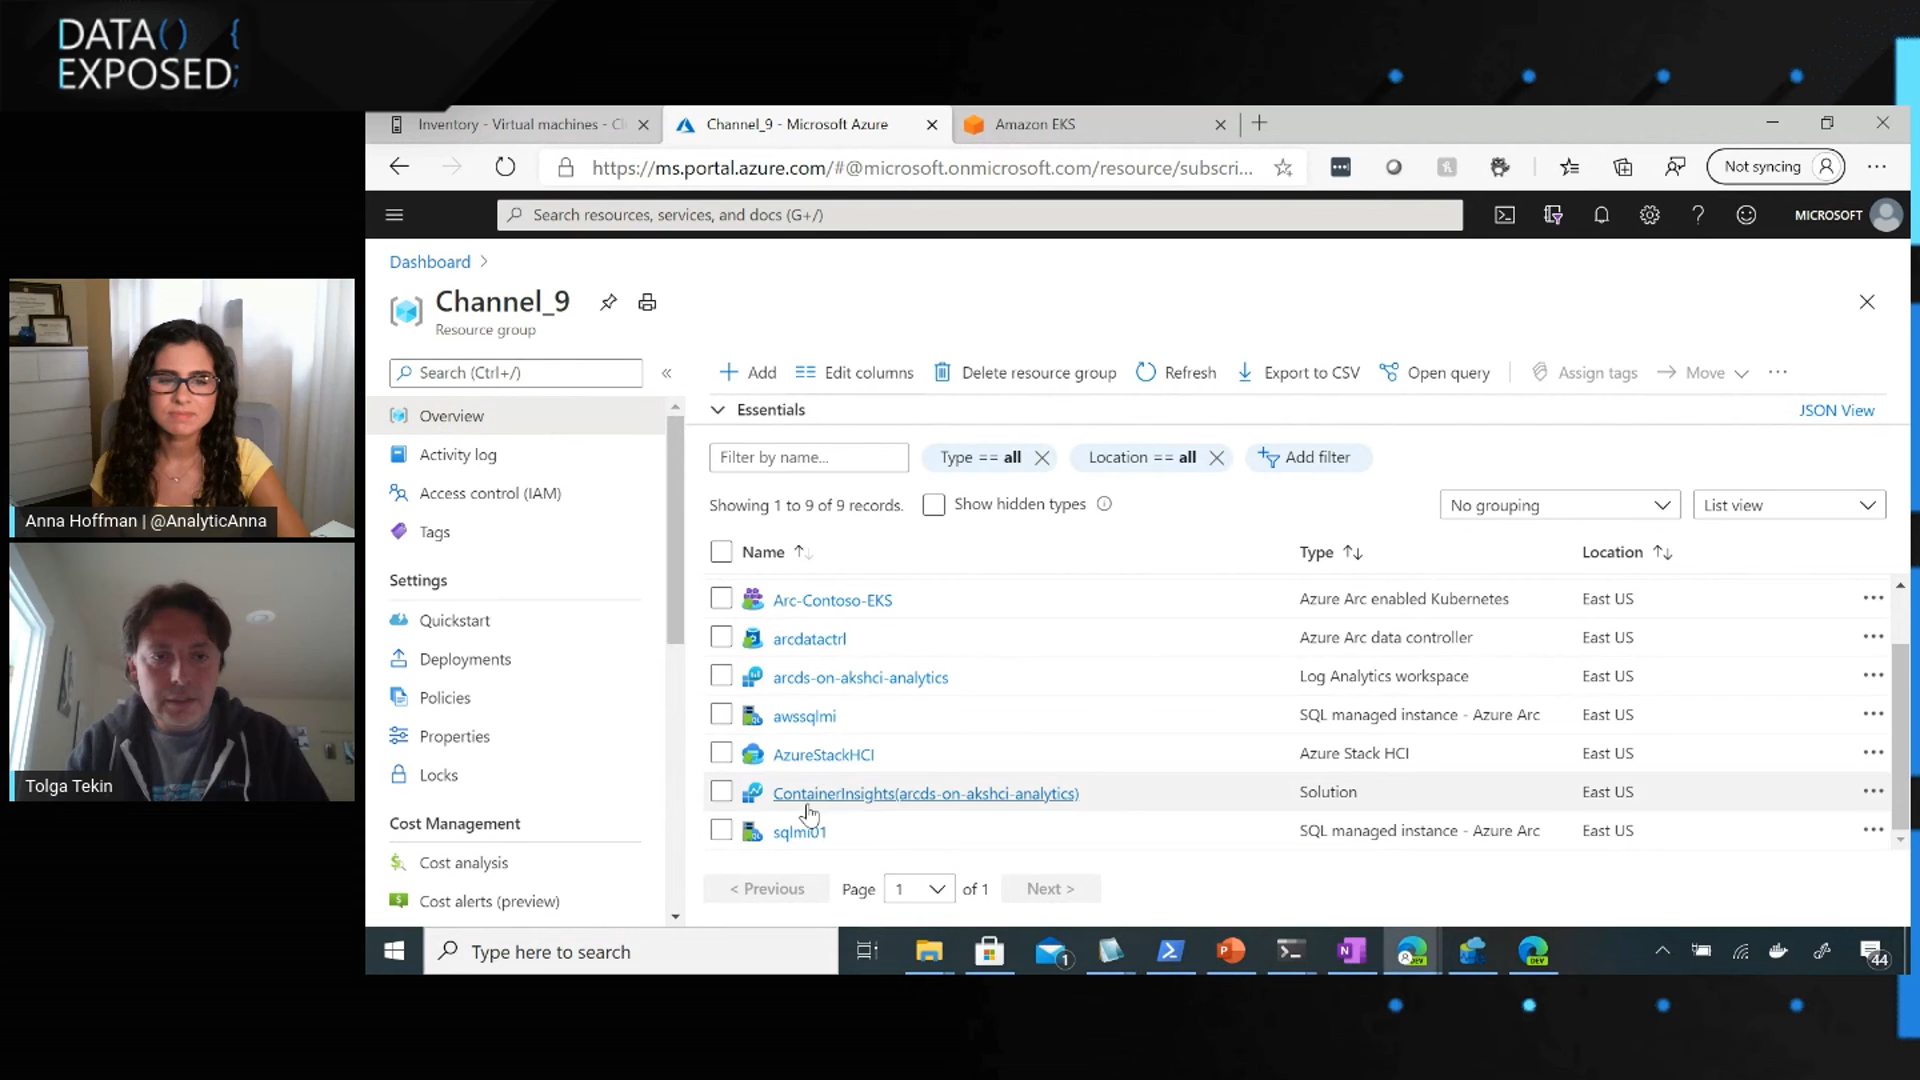 DATA() {
EXPOSED;
Inventory - Virtual machines - Cl
Channel_9 - Microsoft Azure
Amazon EKS
https://ms.portal.azure.com/#@microsoft.onmicrosoft.com/resource/subscri...
Not syncing
Search resources, services, and docs (G+/)
MICROSOFT
Dashboard
Channel_9
Resource group
Search (Ctrl+/)
Add
Edit columns
Delete resource group
Refresh
Export to CSV
Open query
Assign tags
Move
Overview
Activity log
Access control (IAM)
Tags
Settings
Quickstart
Deployments
Policies
Properties
Locks
Cost Management
Cost analysis
Cost alerts (preview)
Essentials
JSON View
Filter by name...
Type == all
Location == all
Add filter
Showing 1 to 9 of 9 records.
Show hidden types
No grouping
List view
Name Type Location
Arc-Contoso-EKS Azure Arc enabled Kubernetes East US
arcdatactrl Azure Arc data controller East US
arcds-on-akshci-analytics Log Analytics workspace East US
awssqlmi SQL managed instance - Azure Arc East US
AzureStackHCI Azure Stack HCI East US
ContainerInsights(arcds-on-akshci-analytics) Solution East US
sqlmi01 SQL managed instance - Azure Arc East US
< Previous Page 1 of 1 Next >
Anna Hoffman | @AnalyticAnna
Tolga Tekin
Type here to search
1
DEV
DEV
44